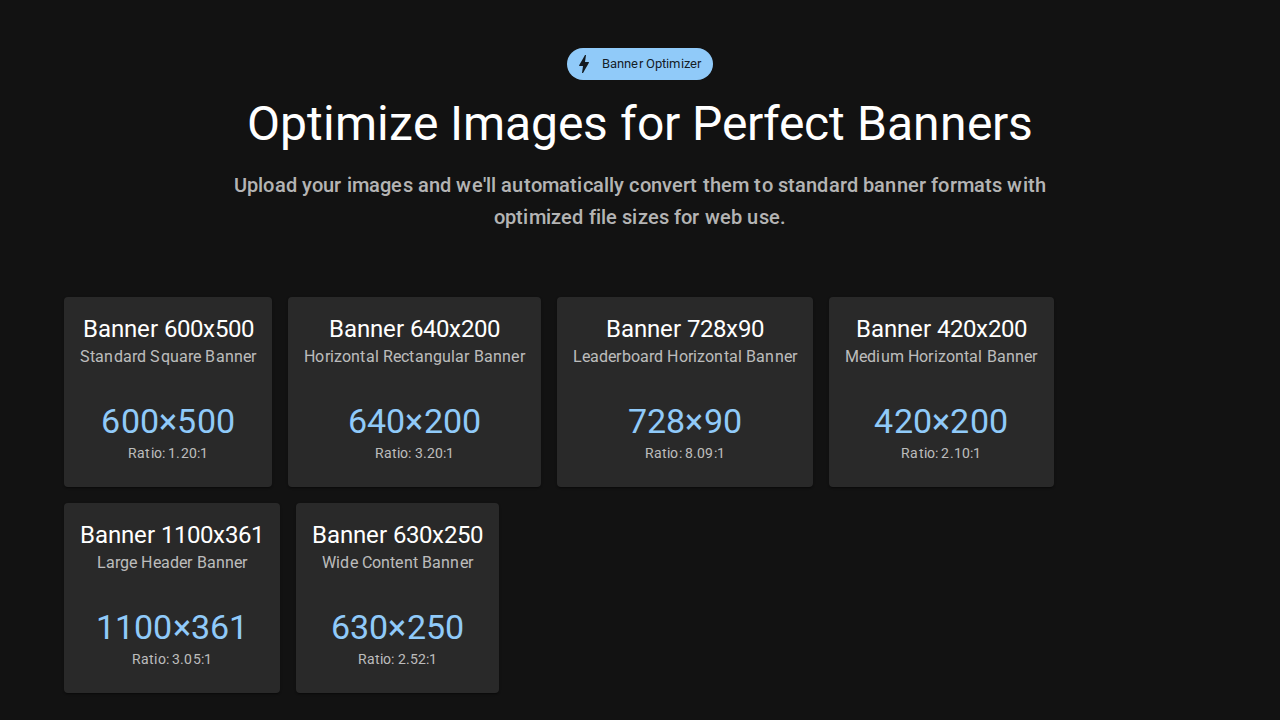 Banner Optimizer
Optimize Images for Perfect Banners
Upload your images and we'll automatically convert them to standard banner formats with
optimized file sizes for web use.
Banner 600x500
Standard Square Banner
600×500
Ratio: 1.20:1
Banner 640x200
Horizontal Rectangular Banner
640×200
Ratio: 3.20:1
Banner 728x90
Leaderboard Horizontal Banner
728×90
Ratio: 8.09:1
Banner 420x200
Medium Horizontal Banner
420×200
Ratio: 2.10:1
Banner 1100x361
Large Header Banner
1100×361
Ratio: 3.05:1
Banner 630x250
Wide Content Banner
630×250
Ratio: 2.52:1